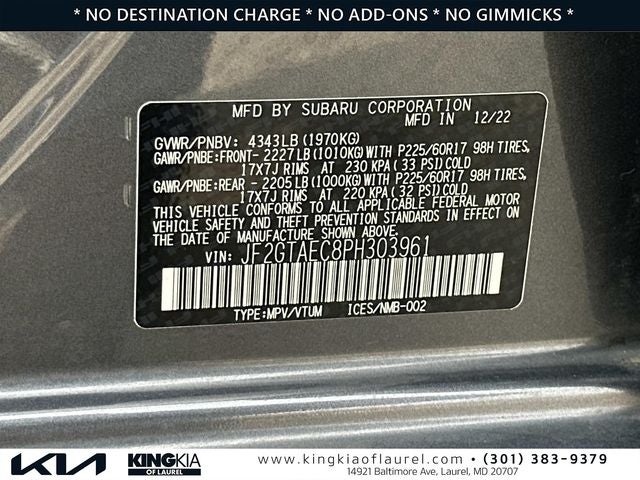 * NO DESTINATION CHARGE * NO ADD-ONS * NO GIMMICKS *
MFD BY SUBARU CORPORATION 12/22
MFD IN
GVWR/PNBV: 4343LB (1970KG)
GAWR/PNBE:FRONT-2227LB(1010KG)WITH P225/60R17 98H TIRES,
17X7J RIMS AT 230 KPA (33 PSI)COLD
GAWR/PNBE:REAR -2205LB(1000KG)WITH P225/60R17 98H TIRES,
17X7J RIMS AT 220 KPA (32 PSI)COLD
THIS VEHICLE CONFORMS TO ALL APPLICABLE FEDERAL MOTOR
VEHICLE SAFETY AND THEFT PREVENTION STANDARDS IN EFFECT
ON THE DATE OF MANUFACTURE SHOWN ABOVE.
VIN: JF2GTAEC8PH303961
TYPE:MPV/VTUM ICES/NMB-002
KIA KING KIA www.kingkiaoflaurel.com • (301) 383-9379
OF LAUREL 14921 Baltimore Ave, Laurel, MD 20707